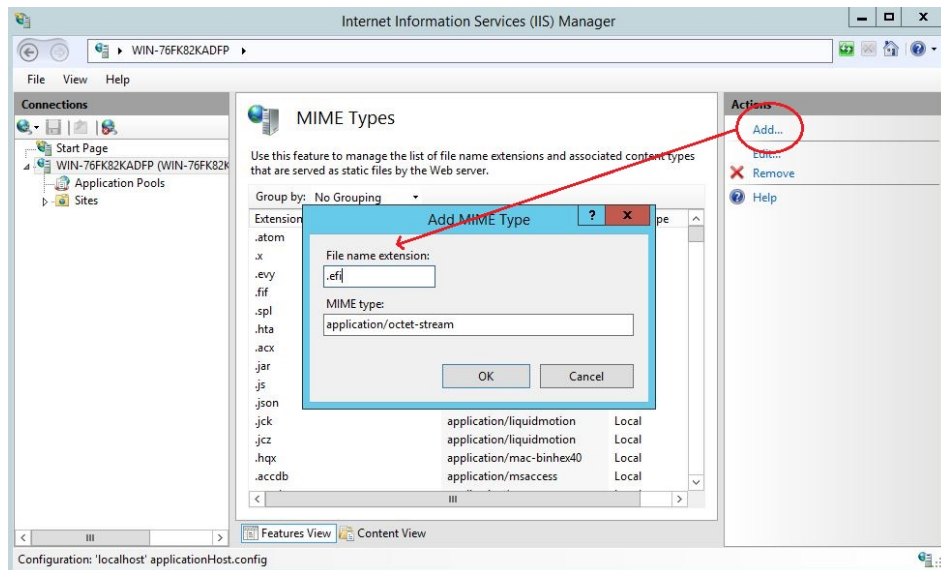 Internet Information Services (IIS) Manager
WIN-76FK82KADFP
File View Help
Connections
Start Page
WIN-76FK82KADFP (WIN-76FK82K
Application Pools
Sites
MIME Types
Use this feature to manage the list of file name extensions and associated content types
that are served as static files by the Web server.
Group by: No Grouping
Extension
pe
.atom
.x
.evy
.fif
.spl
.hta
.acx
.jar
.js
.json
.jck application/liquidmotion Local
.jcz application/liquidmotion Local
.hqx application/mac-binhex40 Local
.accdb application/msaccess Local
Add MIME Type
? x
File name extension:
.efi
MIME type:
application/octet-stream
OK Cancel
Features View Content View
Actions
Add...
Edit...
Remove
Help
Configuration: 'localhost' applicationHost.config